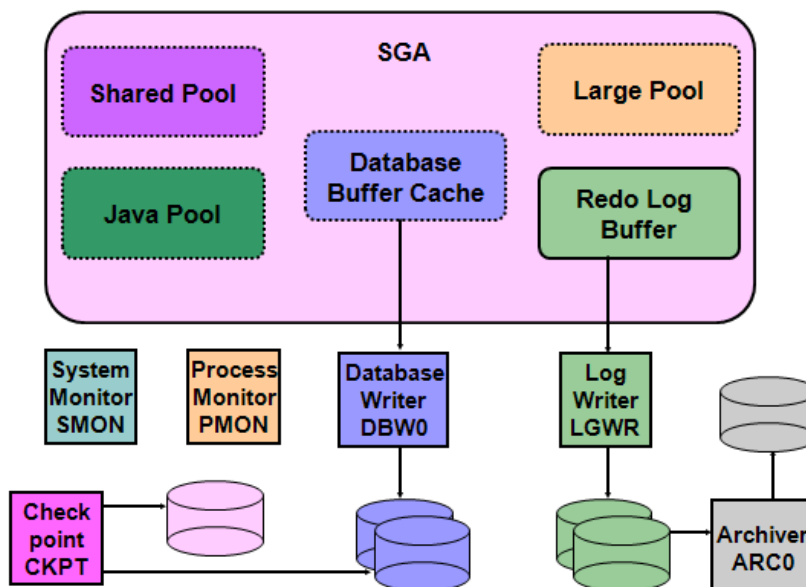 SGA
Shared Pool
Large Pool
Database
Buffer Cache
Java Pool
Redo Log
Buffer
System
Monitor
SMON
Process
Monitor
PMON
Database
Writer
DBW0
Log
Writer
LGWR
Check
point
CKPT
Archiver
ARC0